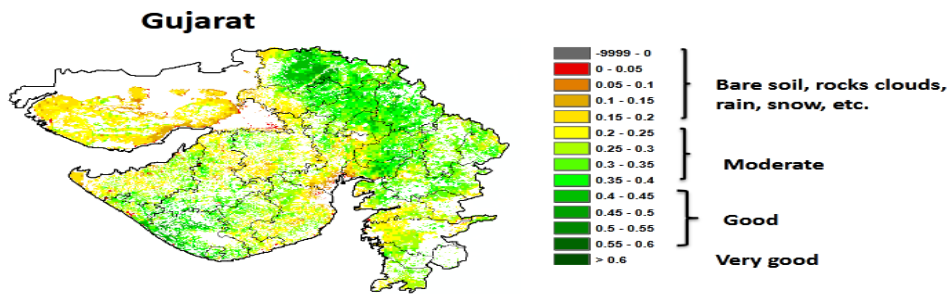 Gujarat
-9999 - 0
0 - 0.05
0.05 - 0.1
0.1 - 0.15
0.15 - 0.2
0.2 - 0.25
0.25 - 0.3
0.3 - 0.35
0.35 - 0.4
0.4 - 0.45
0.45 - 0.5
0.5 - 0.55
0.55 - 0.6
> 0.6
Bare soil, rocks clouds,
rain, snow, etc.
Moderate
Good
Very good